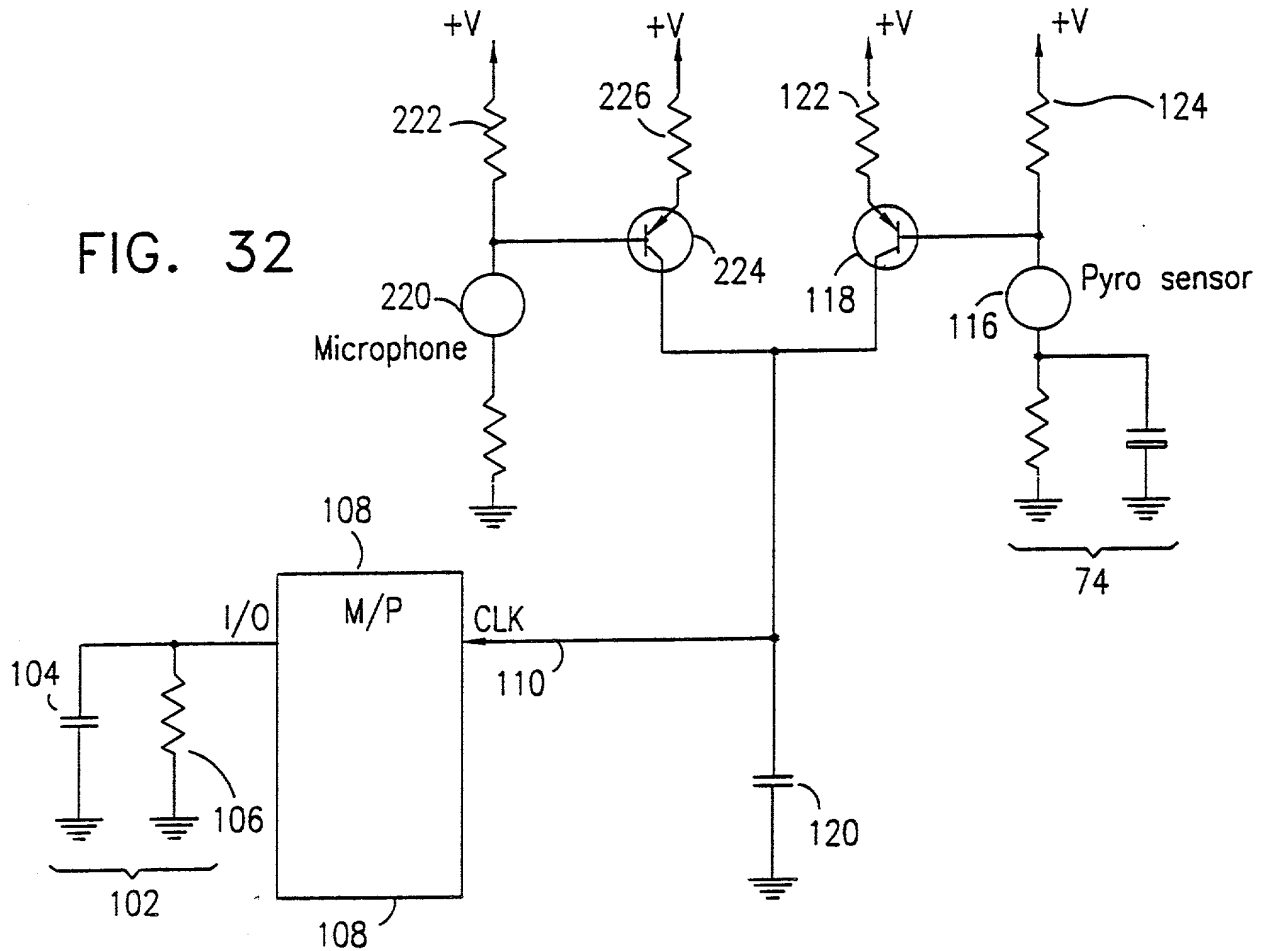 +V +V +V +V
222 226 122 124
FIG. 32
224 118
220 Microphone
116 Pyro sensor
74
108
I/O M/P CLK
110
104
106
120
102
108